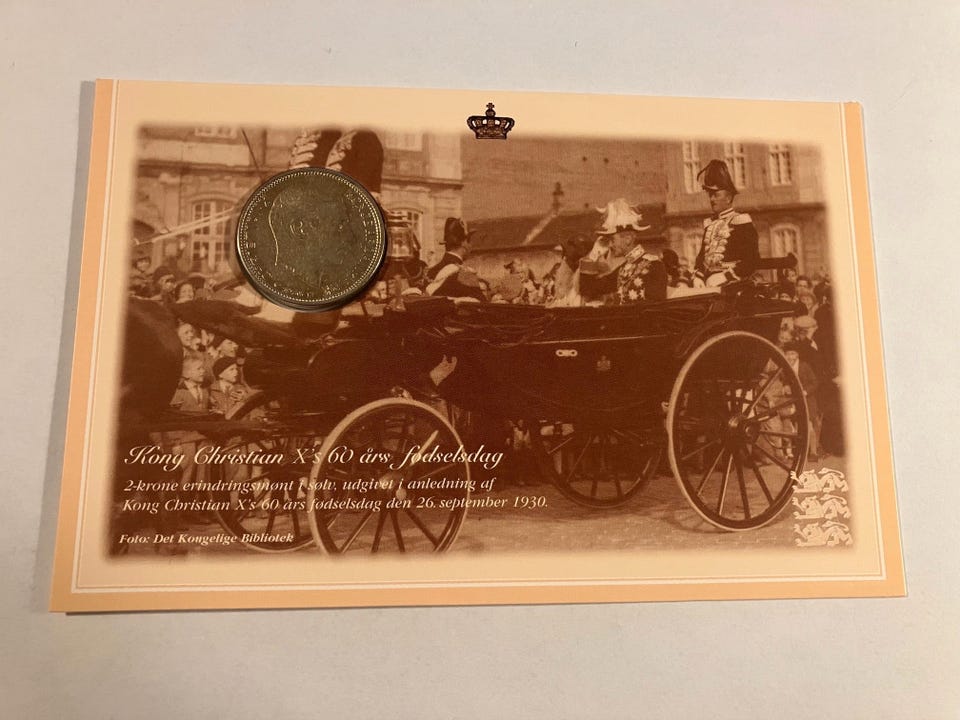 Kong Christian X's 60 års fødselsdag
2-krone erindringsmønt i sølv, udgivet i anledning af
Kong Christian X's 60 års fødselsdag den 26. september 1930.
Foto: Det Kongelige Bibliotek